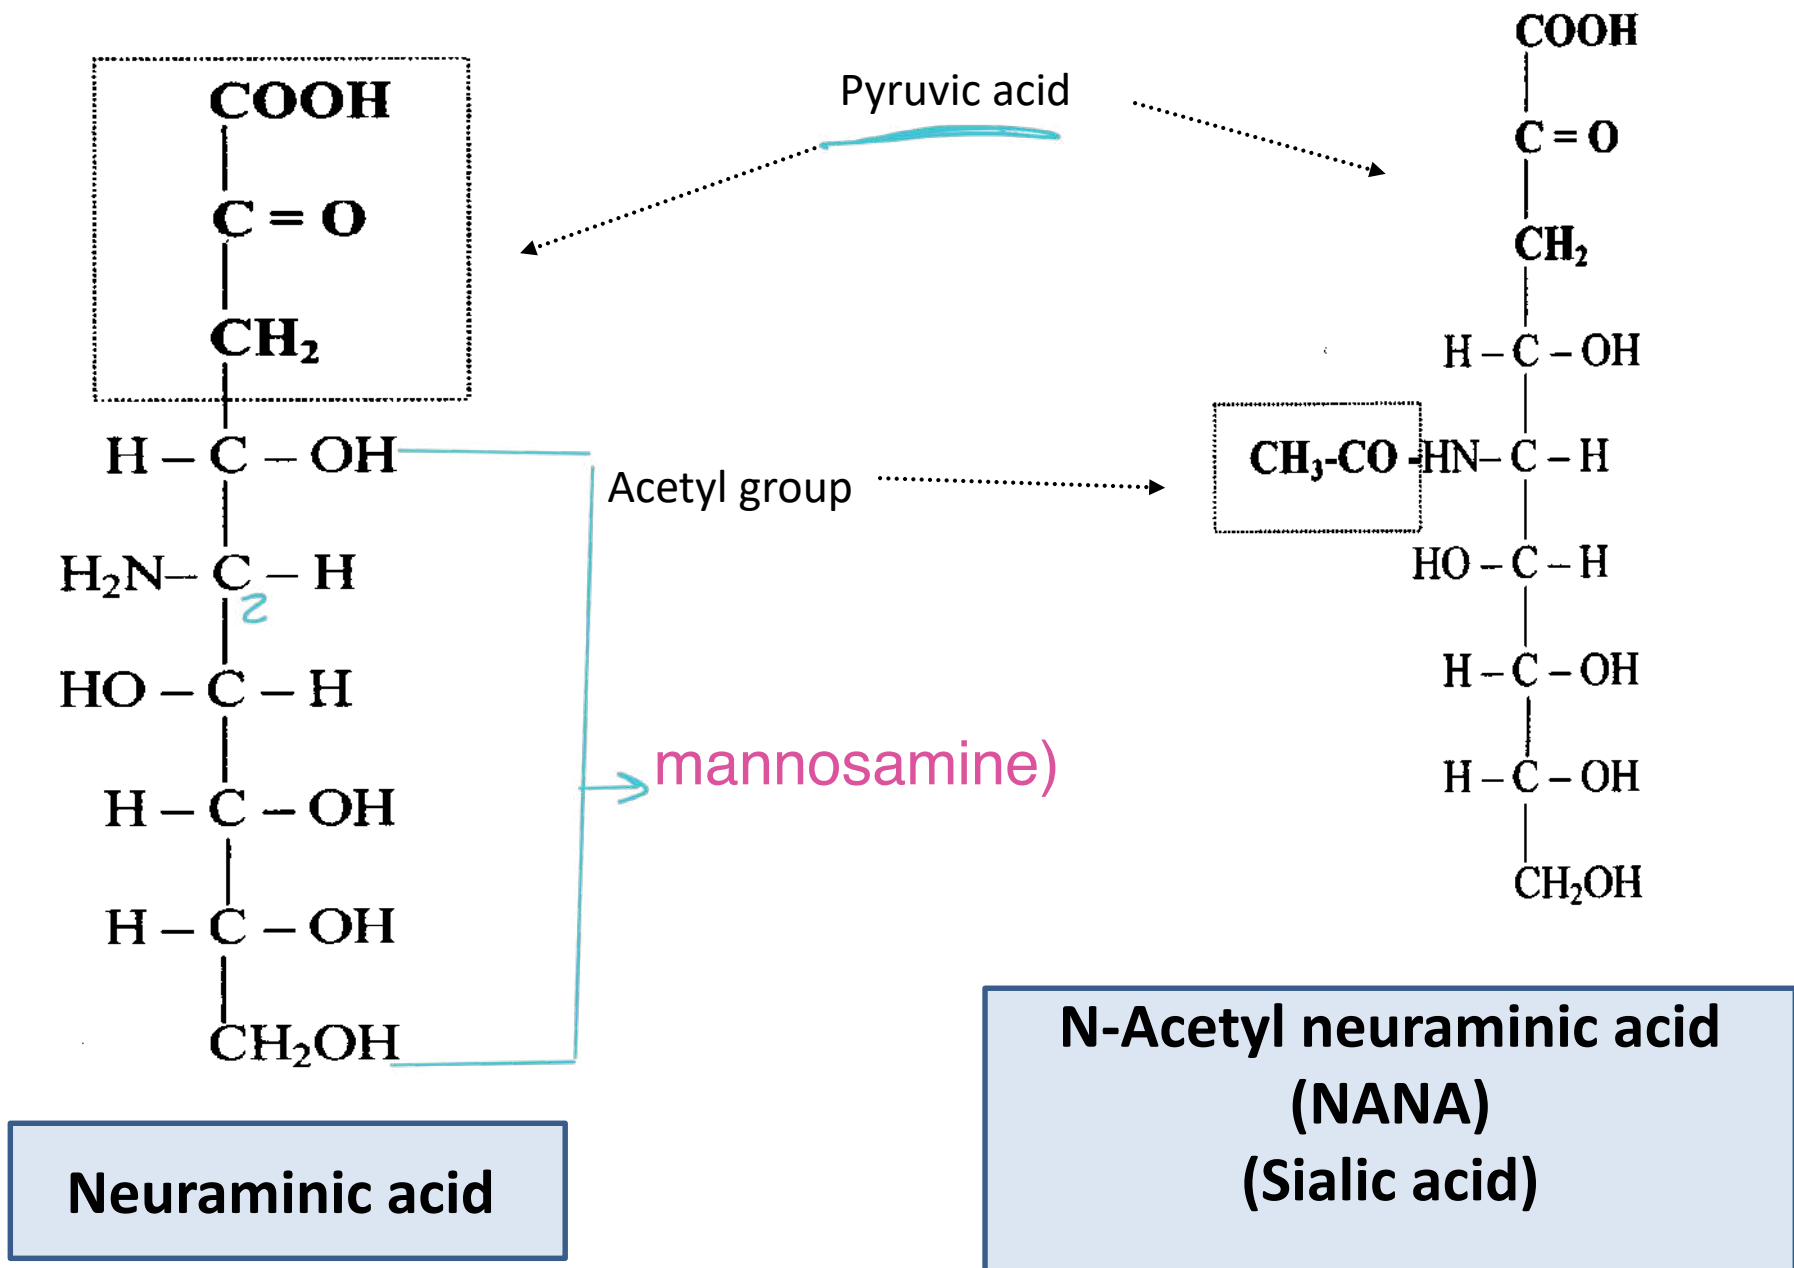 COOH
C = O
CH₂
H – C – OH
H₂N – C – H
2
HO – C – H
H – C – OH
H – C – OH
CH₂OH
Neuraminic acid
Pyruvic acid
Acetyl group
mannosamine)
COOH
C = O
CH₂
H – C – OH
CH₃-CO -HN – C – H
HO – C – H
H – C – OH
H – C – OH
CH₂OH
N-Acetyl neuraminic acid
(NANA)
(Sialic acid)